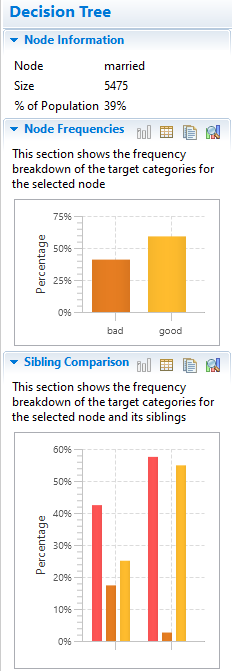 Decision Tree
Node Information
Node married
Size 5475
% of Population 39%
Node Frequencies
This section shows the frequency
breakdown of the target categories for
the selected node
75%
50%
25%
0%
Percentage
bad good
Sibling Comparison
This section shows the frequency
breakdown of the target categories for
the selected node and its siblings
60%
50%
40%
30%
20%
10%
0%
Percentage